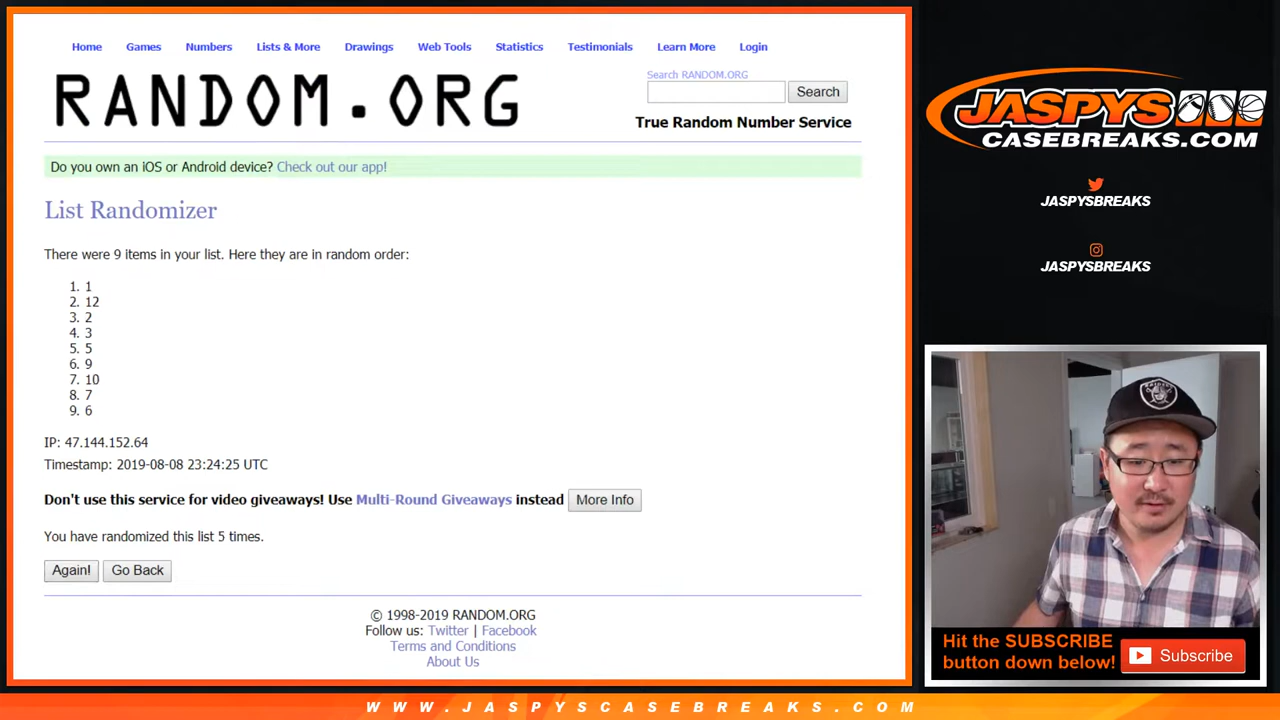 Home Games Numbers Lists & More Drawings Web Tools Statistics Testimonials Learn More Login
RANDOM.ORG
Search RANDOM.ORG
Search
True Random Number Service
Do you own an iOS or Android device? Check out our app!
List Randomizer
There were 9 items in your list. Here they are in random order:
1. 1
2. 12
3. 2
4. 3
5. 5
6. 9
7. 10
8. 7
9. 6
IP: 47.144.152.64
Timestamp: 2019-08-08 23:24:25 UTC
Don't use this service for video giveaways! Use Multi-Round Giveaways instead More Info
You have randomized this list 5 times.
Again! Go Back
© 1998-2019 RANDOM.ORG
Follow us: Twitter | Facebook
Terms and Conditions
About Us
JASPYS
CASEBREAKS.COM
JASPYSBREAKS
JASPYSBREAKS
Hit the SUBSCRIBE
button down below!
Subscribe
WWW.JASPYSCASEBREAKS.COM